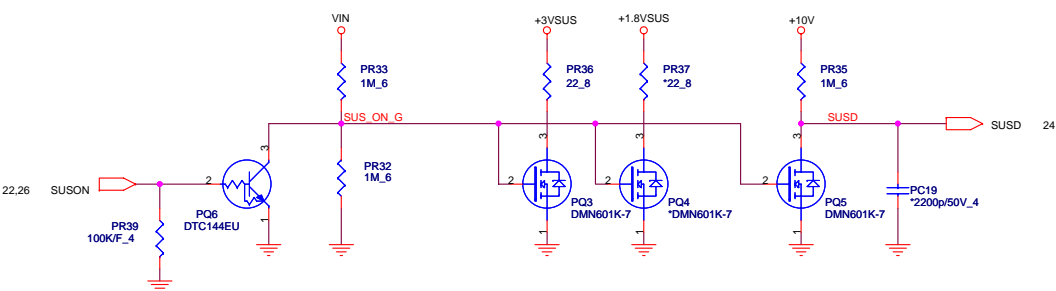 VIN
+3VSUS
+1.8VSUS
+10V
PR33
1M_6
PR36
22_8
PR37
*22_8
PR35
1M_6
SUS_ON_G
SUSD
SUSD 24
3
3
3
3
PR32
1M_6
22,26 SUSON
2
2
2
2
PQ6
DTC144EU
1
PQ3
DMN601K-7
1
PQ4
*DMN601K-7
1
PQ5
DMN601K-7
1
PC19
*2200p/50V_4
PR39
100K/F_4